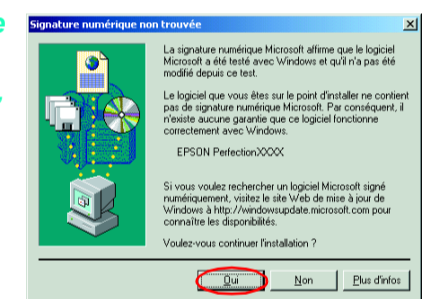 Signature numérique non trouvée
La signature numérique Microsoft affirme que le logiciel
Microsoft a été testé avec Windows et qu'il n'a pas été
modifié depuis ce test.
Le logiciel que vous êtes sur le point d'installer ne contient
pas de signature numérique Microsoft. Par conséquent, il
n'existe aucune garantie que ce logiciel fonctionne
correctement avec Windows.
EPSON PerfectionXXXX
Si vous voulez rechercher un logiciel Microsoft signé
numériquement, visitez le site Web de mise à jour de
Windows à http://windowsupdate.microsoft.com pour
connaître les disponibilités.
Voulez-vous continuer l'installation ?
Oui Non Plus d'infos